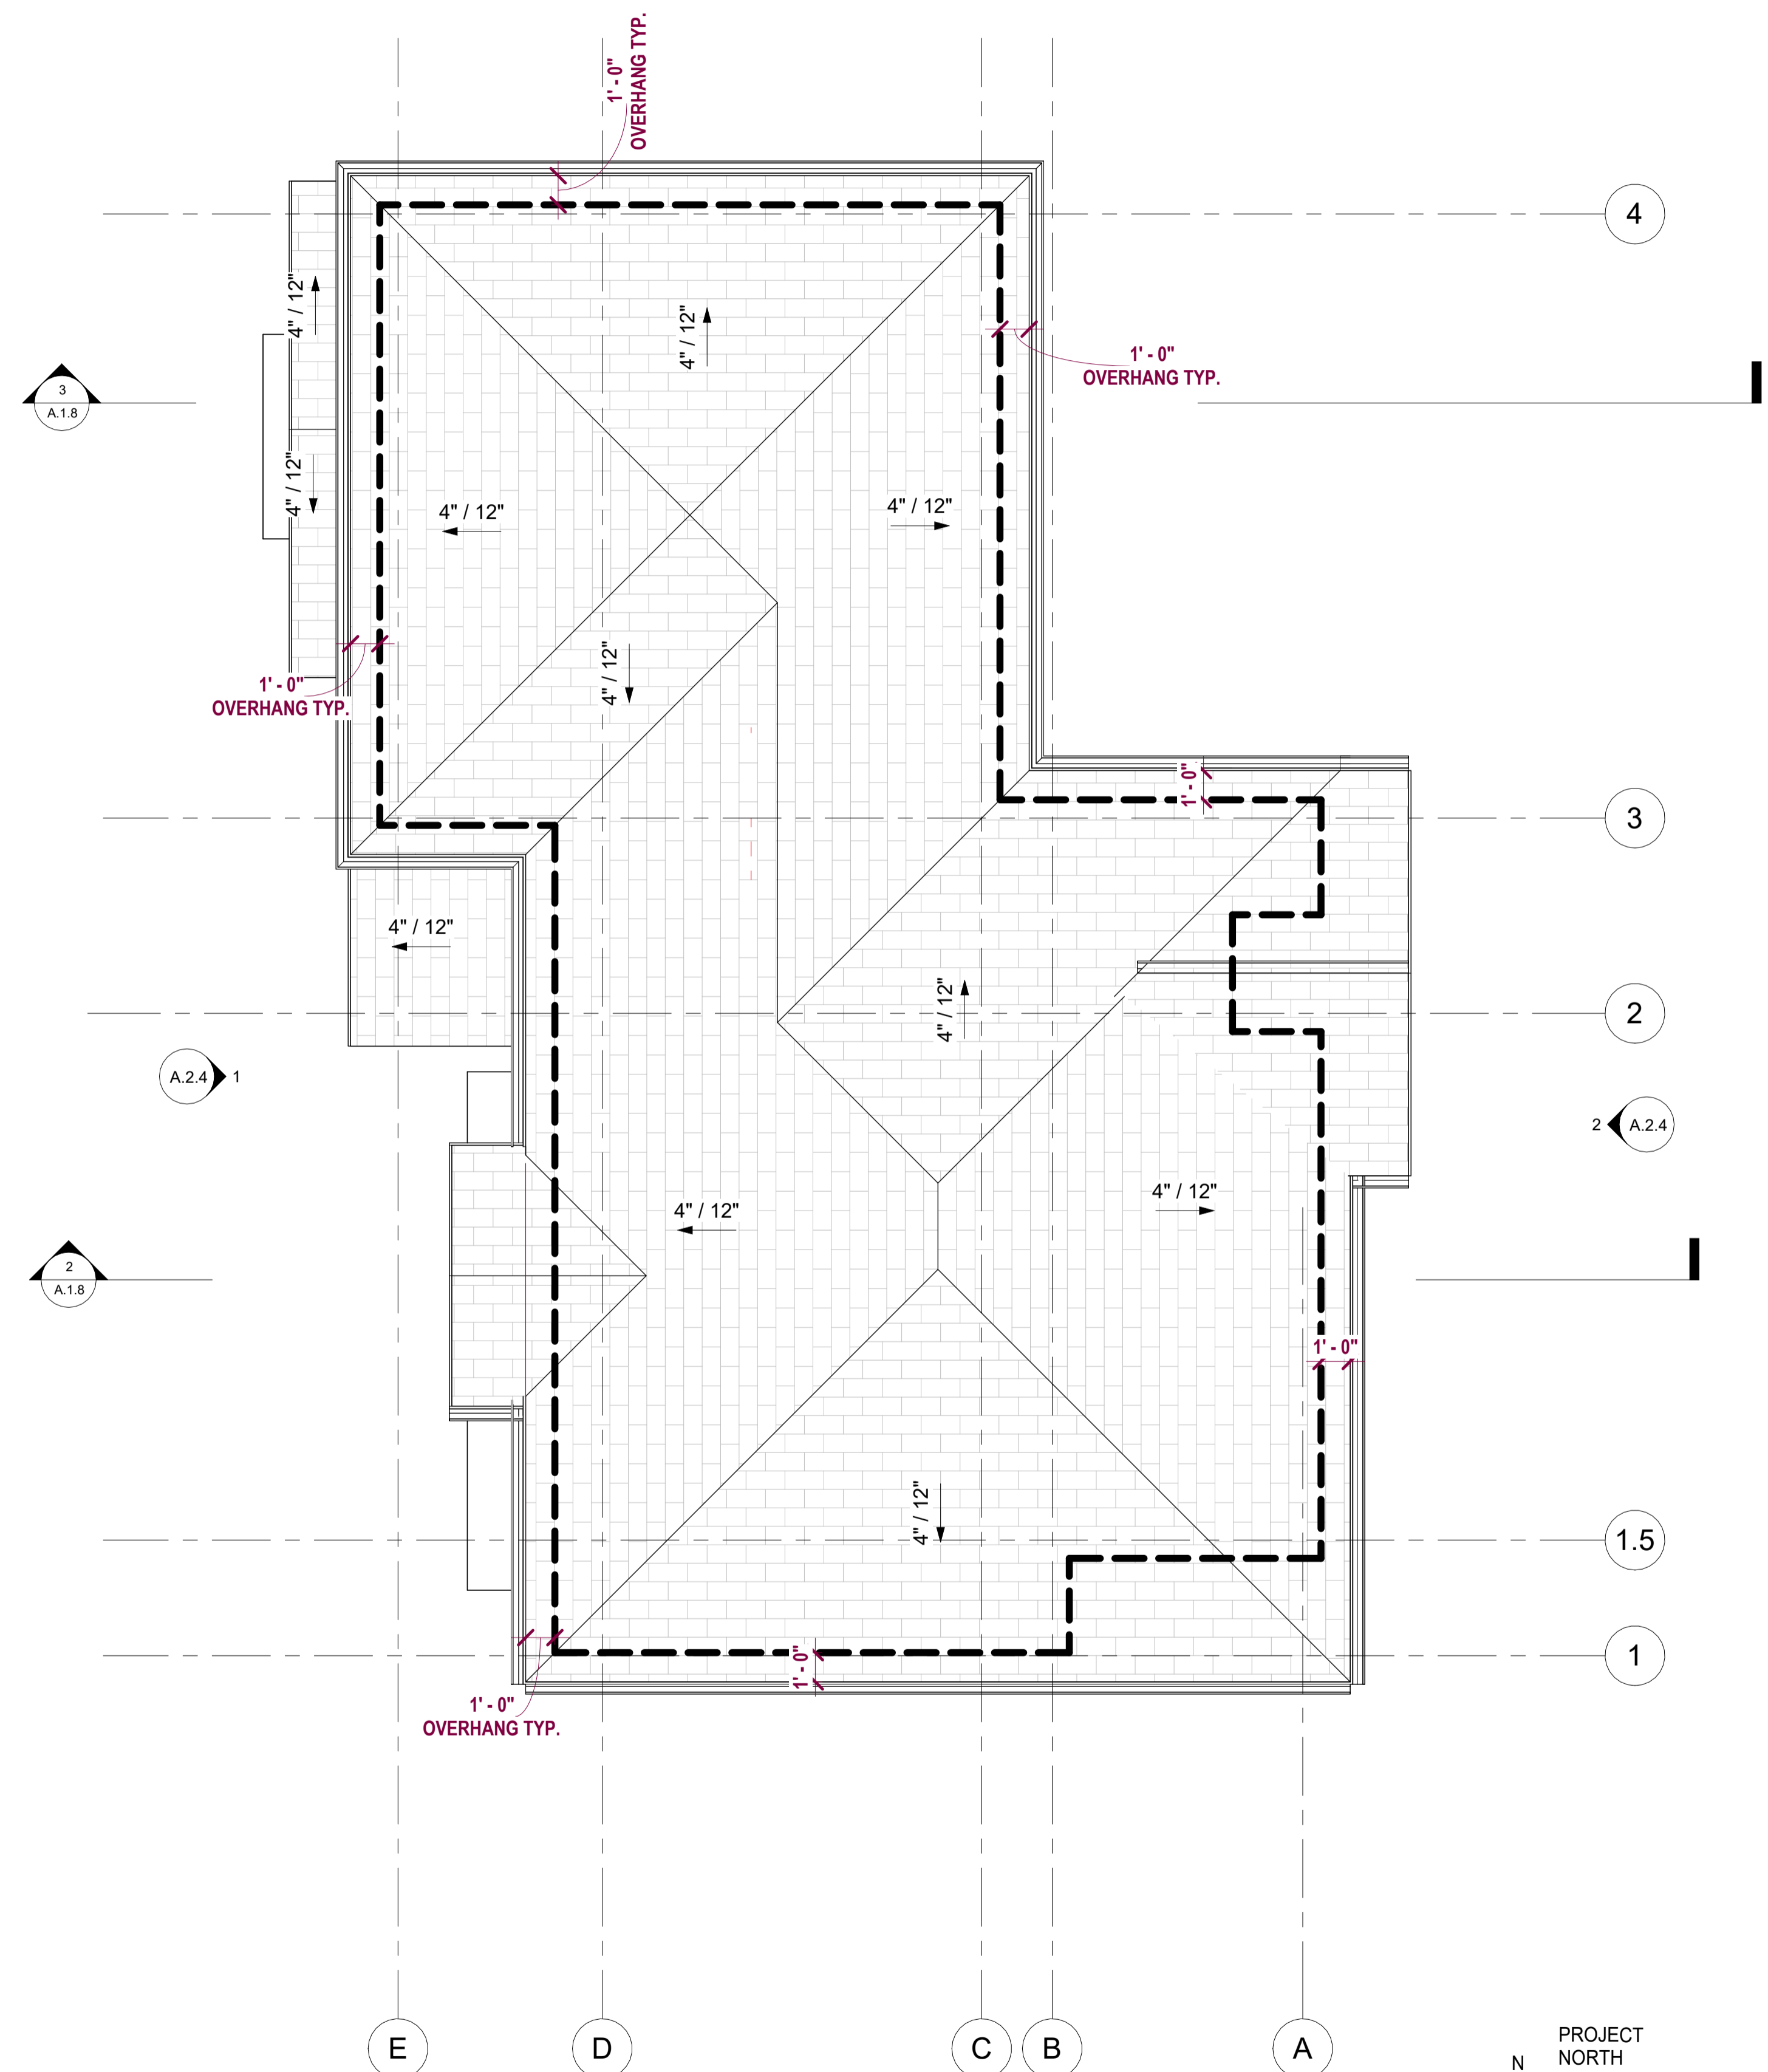 1' - 0"
OVERHANG TYP.
4
4" / 12"
4" / 12"
1' - 0"
OVERHANG TYP.
3
A.1.8
4" / 12"
4" / 12"
4" / 12"
4" / 12"
1' - 0"
OVERHANG TYP.
1' - 0"
3
4" / 12"
4" / 12"
2
A.2.4
1
2
A.2.4
4" / 12"
4" / 12"
2
A.1.8
1' - 0"
4" / 12"
1.5
1' - 0"
1
1' - 0"
OVERHANG TYP.
E
D
C
B
A
PROJECT
NORTH
N